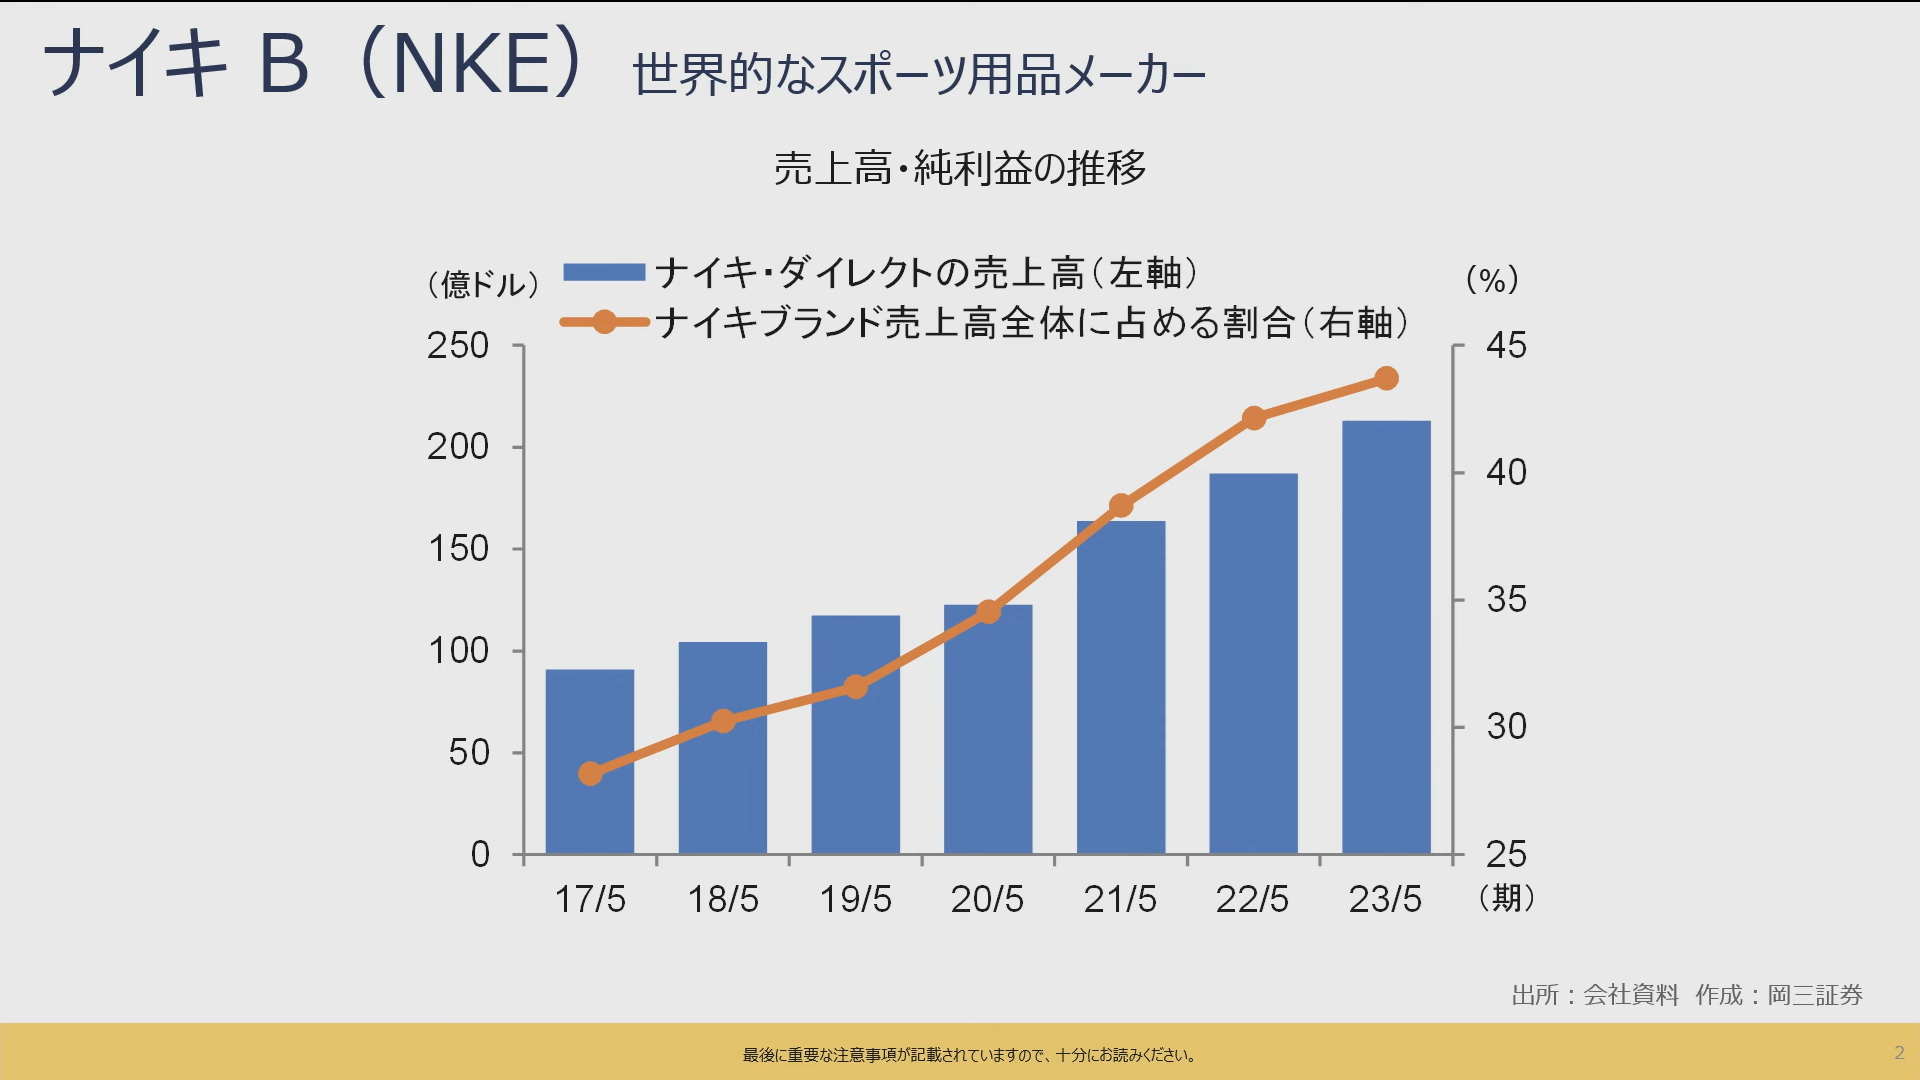 ナイキ B（NKE） 世界的なスポーツ用品メーカー
売上高・純利益の推移
（億ドル） ナイキ・ダイレクトの売上高（左軸） （%）
ナイキブランド売上高全体に占める割合（右軸）
250 45
200 40
150 35
100 30
50
0 25
17/5 18/5 19/5 20/5 21/5 22/5 23/5 （期）
出所：会社資料 作成：岡三証券
最後に重要な注意事項が記載されていますので、十分にお読みください。 2